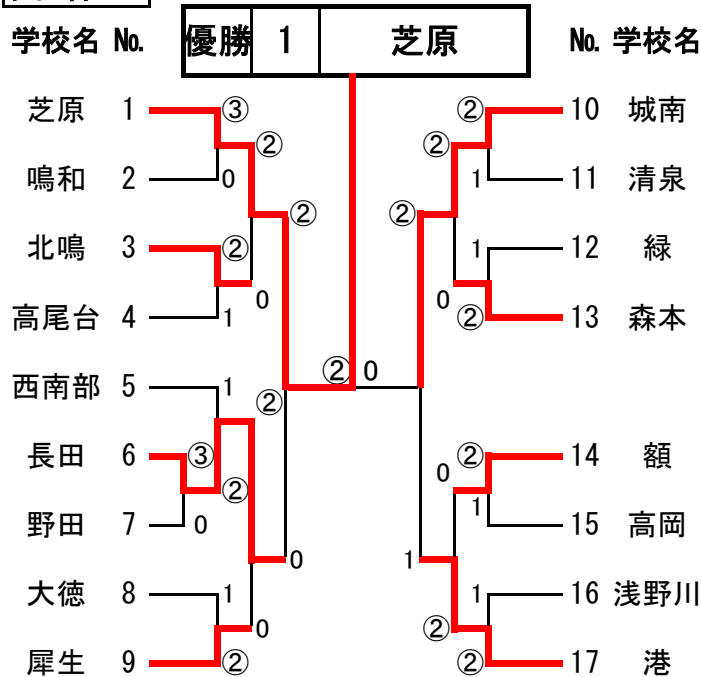 学校名 No. 優勝 1 芝原 No. 学校名
芝原 1 ③ ② 10 城南
② ②
鳴和 2 0 1 11 清泉
② ②
北鳴 3 ② 1 12 緑
0 0
高尾台 4 1 ② 13 森本
② 0
西南部 5 1 ②
長田 6 ③ 0 ② 14 額
②
野田 7 0 1 15 高岡
0 1
大徳 8 1 1 16 浅野川
0 ②
犀生 9 ② ② 17 港